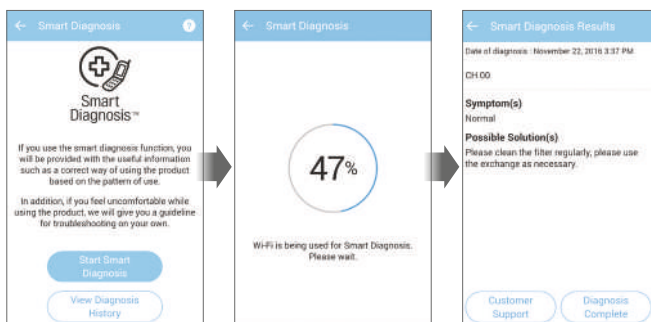 Smart Diagnosis
?
Smart
Diagnosis™
If you use the smart diagnosis function, you
will be provided with the useful information
such as a correct way of using the product
based on the pattern of use.
In addition, if you feel uncomfortable while
using the product, we will give you a guideline
for troubleshooting on your own.
Start Smart
Diagnosis
View Diagnosis
History
Smart Diagnosis
47%
Wi-Fi is being used for Smart Diagnosis.
Please wait.
Smart Diagnosis Results
Date of diagnosis : November 22, 2016 3:37 PM
CH 00
Symptom(s)
Normal
Possible Solution(s)
Please clean the filter regularly, please use
the exchange as necessary.
Customer
Support
Diagnosis
Complete